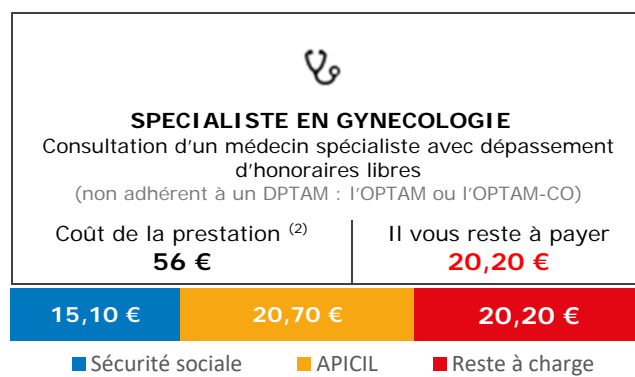 SPECIALISTE EN GYNECOLOGIE
Consultation d'un médecin spécialiste avec dépassement
d'honoraires libres
(non adhérent à un DPTAM : l'OPTAM ou l'OPTAM-CO)
Coût de la prestation (2)
56 €
Il vous reste à payer
20,20 €
15,10 € 20,70 € 20,20 €
Sécurité sociale APICIL Reste à charge